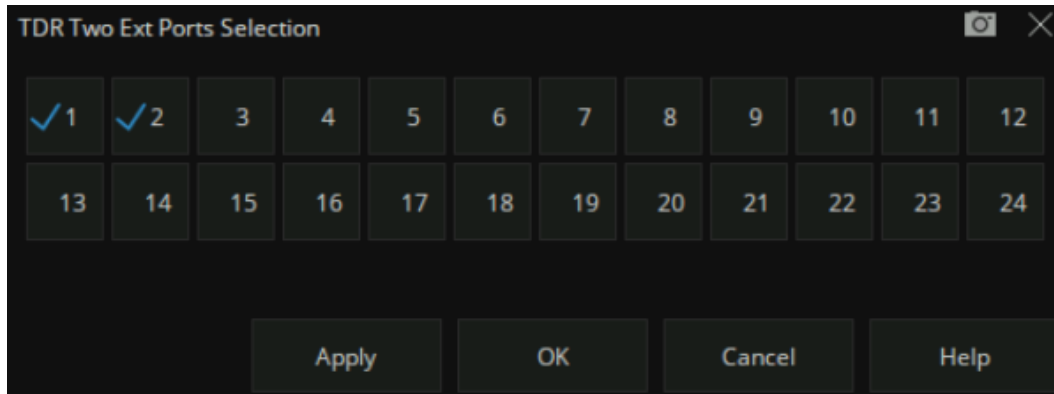 TDR Two Ext Ports Selection
1 2 3 4 5 6 7 8 9 10 11 12
13 14 15 16 17 18 19 20 21 22 23 24
Apply OK Cancel Help